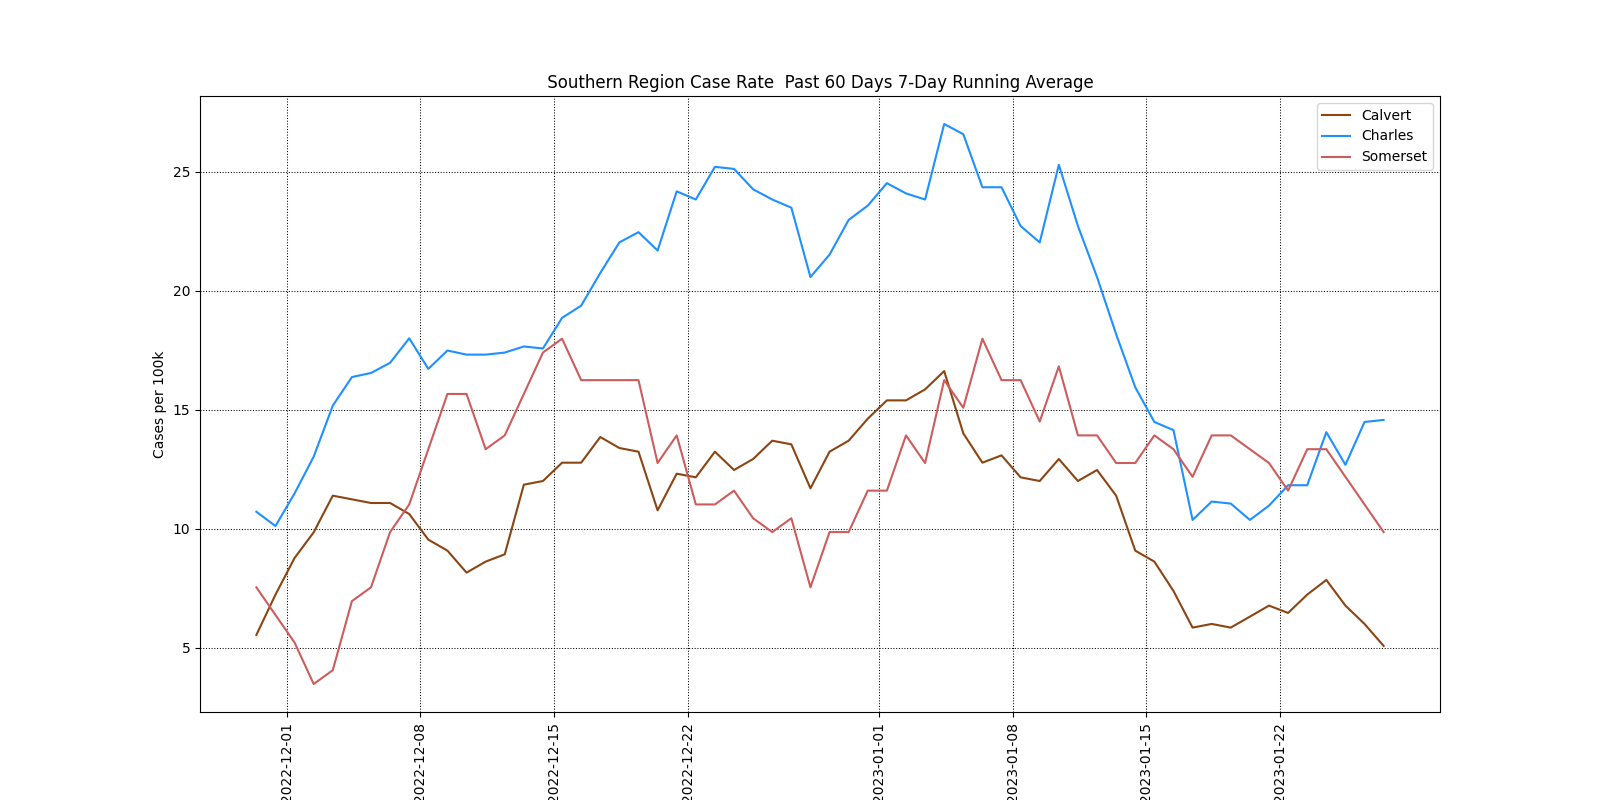 Southern Region Case Rate  Past 60 Days 7-Day Running Average
Calvert
Charles
Somerset
Cases per 100k
25
20
15
10
5
2022-12-01
2022-12-08
2022-12-15
2022-12-22
2023-01-01
2023-01-08
2023-01-15
2023-01-22